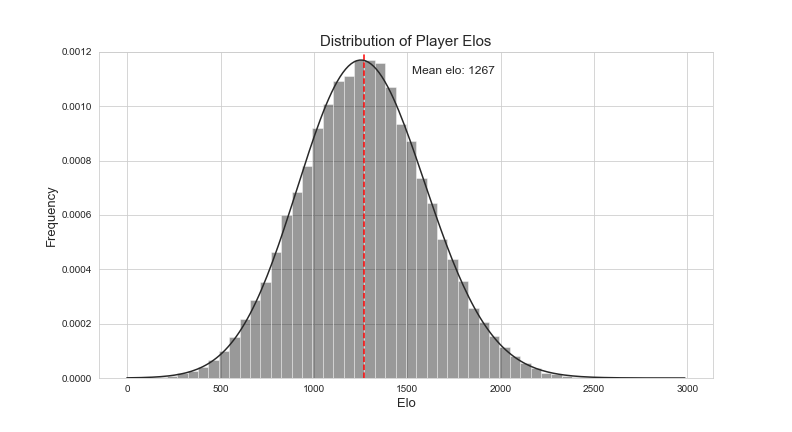 Distribution of Player Elos
Mean elo: 1267
0.0012
0.0010
0.0008
0.0006
0.0004
0.0002
0.0000
Frequency
0 500 1000 1500 2000 2500 3000
Elo